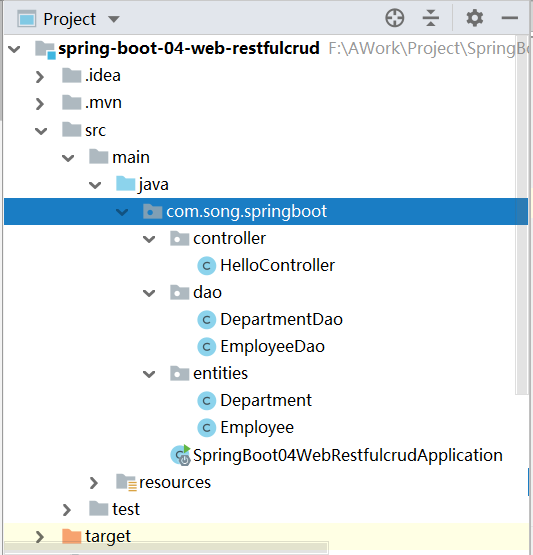 Project
spring-boot-04-web-restfulcrud F:\AWork\Project\SpringBo
.idea
.mvn
src
main
java
com.song.springboot
controller
HelloController
dao
DepartmentDao
EmployeeDao
entities
Department
Employee
SpringBoot04WebRestfulcrudApplication
resources
test
target